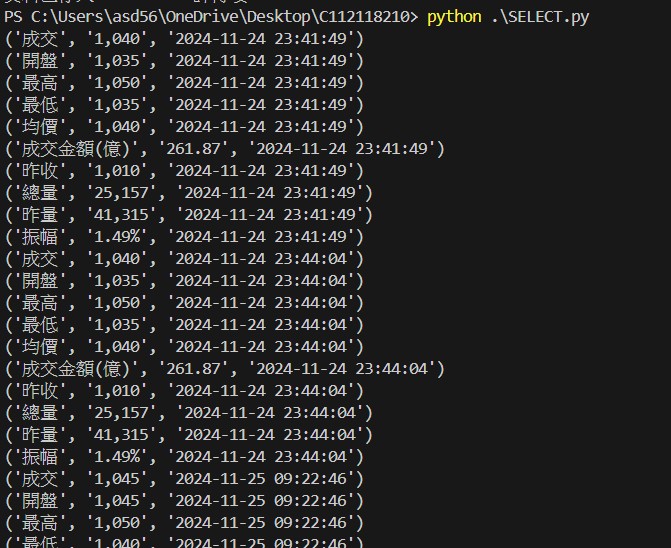 PS C:\Users\asd56\OneDrive\Desktop\C112118210> python .\SELECT.py
('成交', '1,040', '2024-11-24 23:41:49')
('開盤', '1,035', '2024-11-24 23:41:49')
('最高', '1,050', '2024-11-24 23:41:49')
('最低', '1,035', '2024-11-24 23:41:49')
('均價', '1,040', '2024-11-24 23:41:49')
('成交金額(億)', '261.87', '2024-11-24 23:41:49')
('昨收', '1,010', '2024-11-24 23:41:49')
('總量', '25,157', '2024-11-24 23:41:49')
('昨量', '41,315', '2024-11-24 23:41:49')
('振幅', '1.49%', '2024-11-24 23:41:49')
('成交', '1,040', '2024-11-24 23:44:04')
('開盤', '1,035', '2024-11-24 23:44:04')
('最高', '1,050', '2024-11-24 23:44:04')
('最低', '1,035', '2024-11-24 23:44:04')
('均價', '1,040', '2024-11-24 23:44:04')
('成交金額(億)', '261.87', '2024-11-24 23:44:04')
('昨收', '1,010', '2024-11-24 23:44:04')
('總量', '25,157', '2024-11-24 23:44:04')
('昨量', '41,315', '2024-11-24 23:44:04')
('振幅', '1.49%', '2024-11-24 23:44:04')
('成交', '1,045', '2024-11-25 09:22:46')
('開盤', '1,045', '2024-11-25 09:22:46')
('最高', '1,050', '2024-11-25 09:22:46')
('最低', '1,040', '2024-11-25 09:22:46')